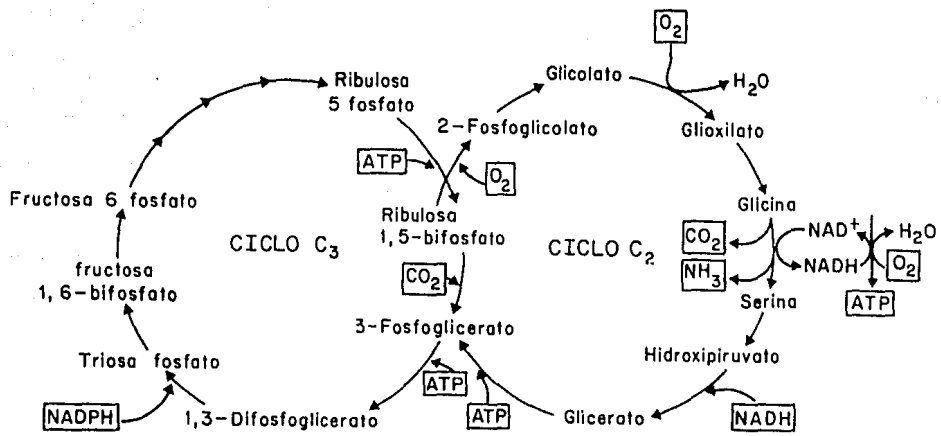 O2
Ribulosa
5 fosfato
Glicolato
H2O
2-Fosfoglicolato
Glioxilato
ATP
O2
Fructosa 6 fosfato
Ribulosa
1,5-bifosfato
Glicina
CICLO C3
CICLO C2
CO2
NAD+
H2O
fructosa
1,6-bifosfato
CO2
NH3
NADH
O2
Serina
ATP
3-Fosfoglicerato
Triosa fosfato
Hidroxipiruvato
ATP
NADPH
1,3-Difosfoglicerato
ATP
Glicerato
NADH